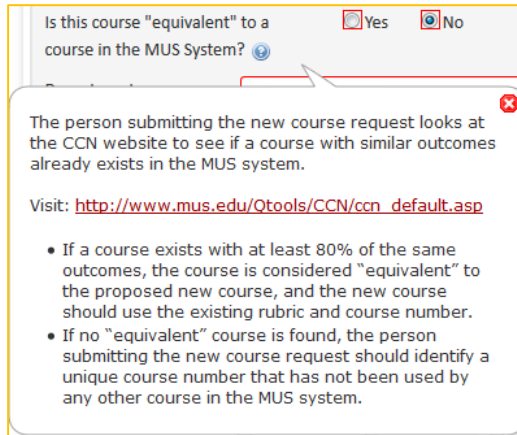 Is this course "equivalent" to a Yes No
course in the MUS System?
The person submitting the new course request looks at
the CCN website to see if a course with similar outcomes
already exists in the MUS system.
Visit: http://www.mus.edu/Qtools/CCN/ccn_default.asp
• If a course exists with at least 80% of the same
outcomes, the course is considered “equivalent” to
the proposed new course, and the new course
should use the existing rubric and course number.
• If no “equivalent” course is found, the person
submitting the new course request should identify a
unique course number that has not been used by
any other course in the MUS system.